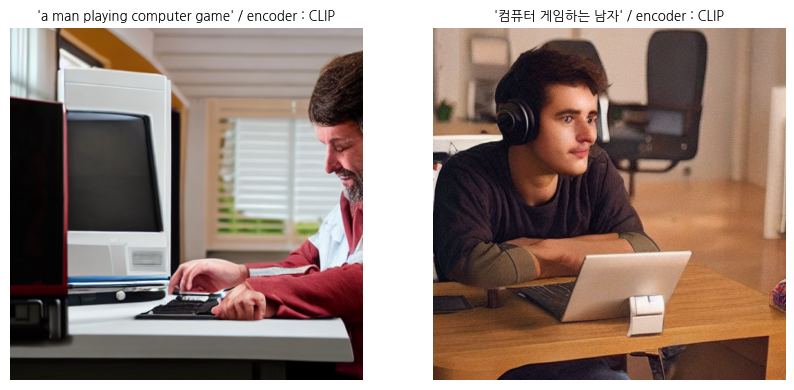 'a man playing computer game' / encoder : CLIP
'컴퓨터 게임하는 남자' / encoder : CLIP